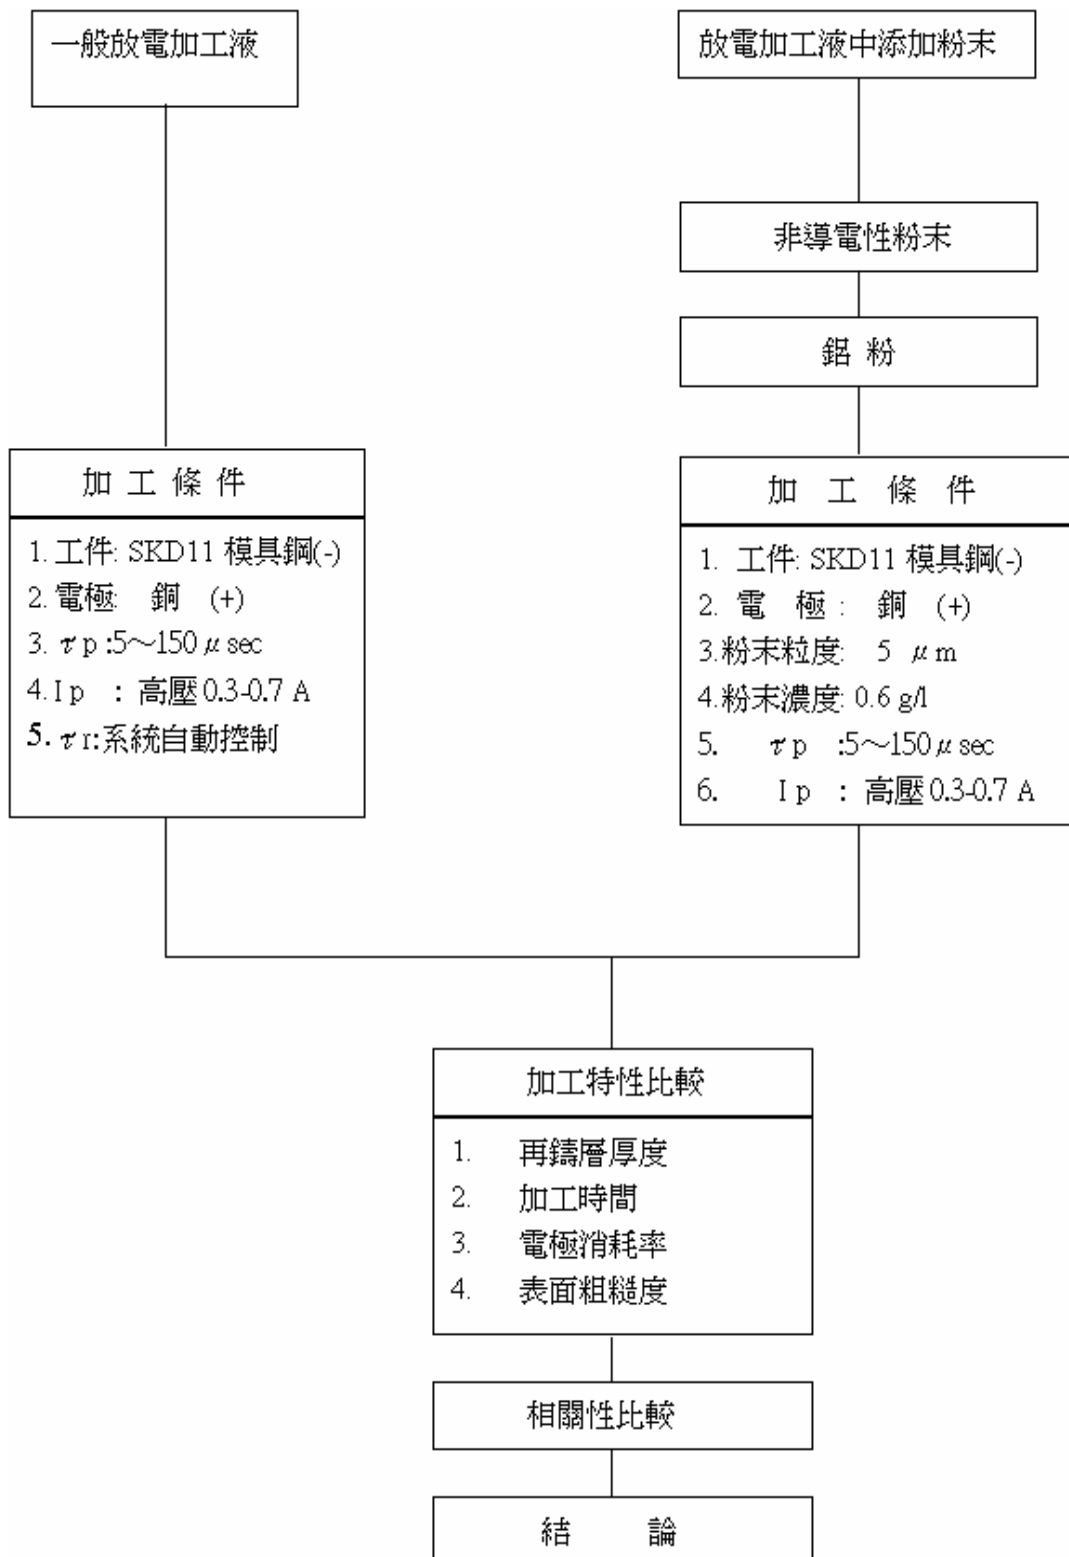 一般放電加工液
放電加工液中添加粉末
非導電性粉末
鋁 粉
加 工 條 件
1. 工件: SKD11 模具鋼(-)
2. 電極: 銅 (+)
3. τp :5～150 μ sec
4. Ip : 高壓 0.3-0.7 A
5. τr:系統自動控制
加 工 條 件
1. 工件: SKD11 模具鋼(-)
2. 電 極 : 銅 (+)
3.粉末粒度: 5 μm
4.粉末濃度: 0.6 g/l
5. τp :5～150 μ sec
6. Ip : 高壓 0.3-0.7 A
加工特性比較
1. 再鑄層厚度
2. 加工時間
3. 電極消耗率
4. 表面粗糙度
相關性比較
結 論